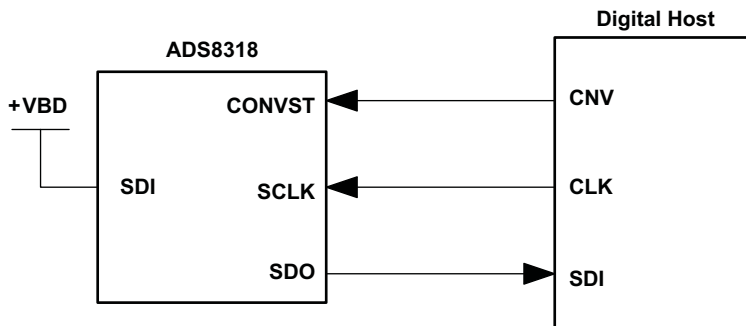 Digital Host
ADS8318
+VBD
CONVST
CNV
SDI
SCLK
CLK
SDO
SDI